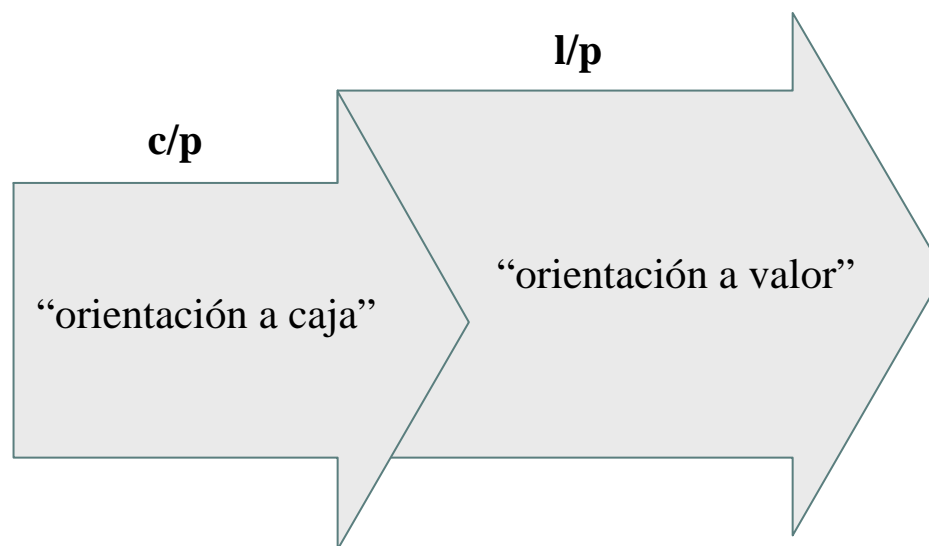 c/p
“orientación a caja”
l/p
“orientación a valor”